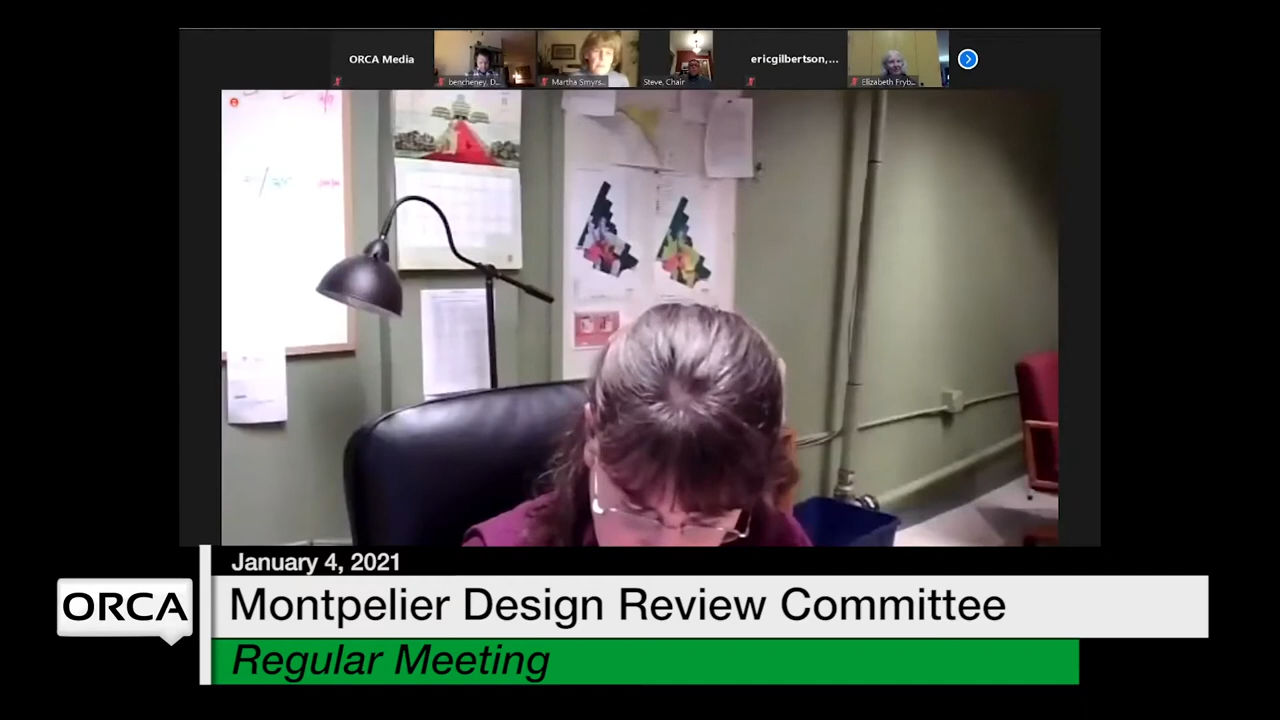 ORCA Media
ericgilbertson,...
bencheney, D...
Martha Smyrs...
Steve, Chair
Elizabeth Fryb...
January 4, 2021
ORCA
Montpelier Design Review Committee
Regular Meeting